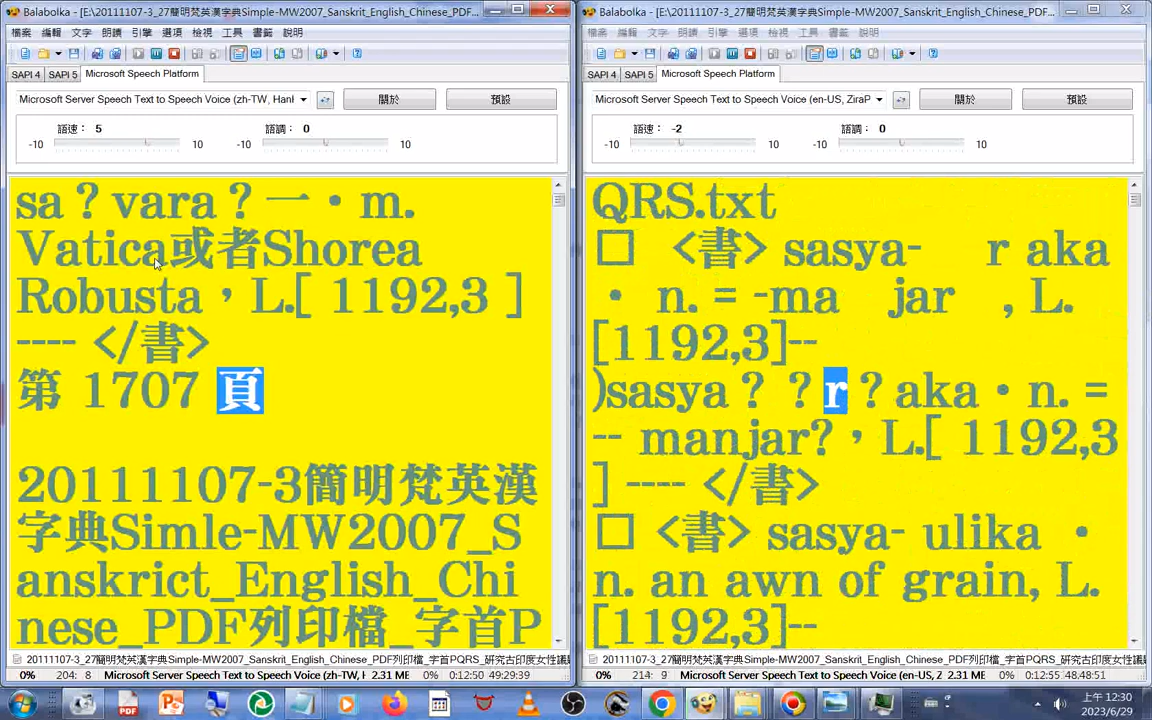 Balabolka - [E:\20111107-3_27簡明梵英漢字典Simple-MW2007_Sanskrit_English_Chinese_PDF...
檔案 編輯 文字 朗讀 引擎 選項 檢視 工具 書籤 說明
SAPI 4 SAPI 5 Microsoft Speech Platform
Microsoft Server Speech Text to Speech Voice (zh-TW, HanI
關於 預設
語速： 5 語調： 0
-10 10 -10 10
sa？vara？一・m.
Vatica或者Shorea
Robusta，L.[ 1192,3 ]
---- </書>
第 1707 頁
20111107-3簡明梵英漢
字典Simle-MW2007_S
anskrict_English_Chi
nese_PDF列印檔_字首P
20111107-3_27簡明梵英漢字典Simple-MW2007_Sanskrit_English_Chinese_PDF列印檔_字首PQRS_研究古印度女性議
0% 204: 8 Microsoft Server Speech Text to Speech Voice (zh-TW, H 2.31 MB 0% 0:12:50 49:29:39
Balabolka - [E:\20111107-3_27簡明梵英漢字典Simple-MW2007_Sanskrit_English_Chinese_PDF...
檔案 編輯 文字 朗讀 引擎 選項 檢視 工具 書籤 說明
SAPI 4 SAPI 5 Microsoft Speech Platform
Microsoft Server Speech Text to Speech Voice (en-US, ZiraP
關於 預設
語速： -2 語調： 0
-10 10 -10 10
QRS.txt
□ <書> sasya- r aka
・ n. = -ma jar , L.
[1192,3]--
)sasya？？r？aka・n. =
-- manjar?，L.[ 1192,3
] ---- </書>
□ <書> sasya- ulika ・
n. an awn of grain, L.
[1192,3]--
20111107-3_27簡明梵英漢字典Simple-MW2007_Sanskrit_English_Chinese_PDF列印檔_字首PQRS_研究古印度女性議
0% 214: 9 Microsoft Server Speech Text to Speech Voice (en-US, Z 2.31 MB 0% 0:12:55 48:48:51
上午 12:30
2023/6/29